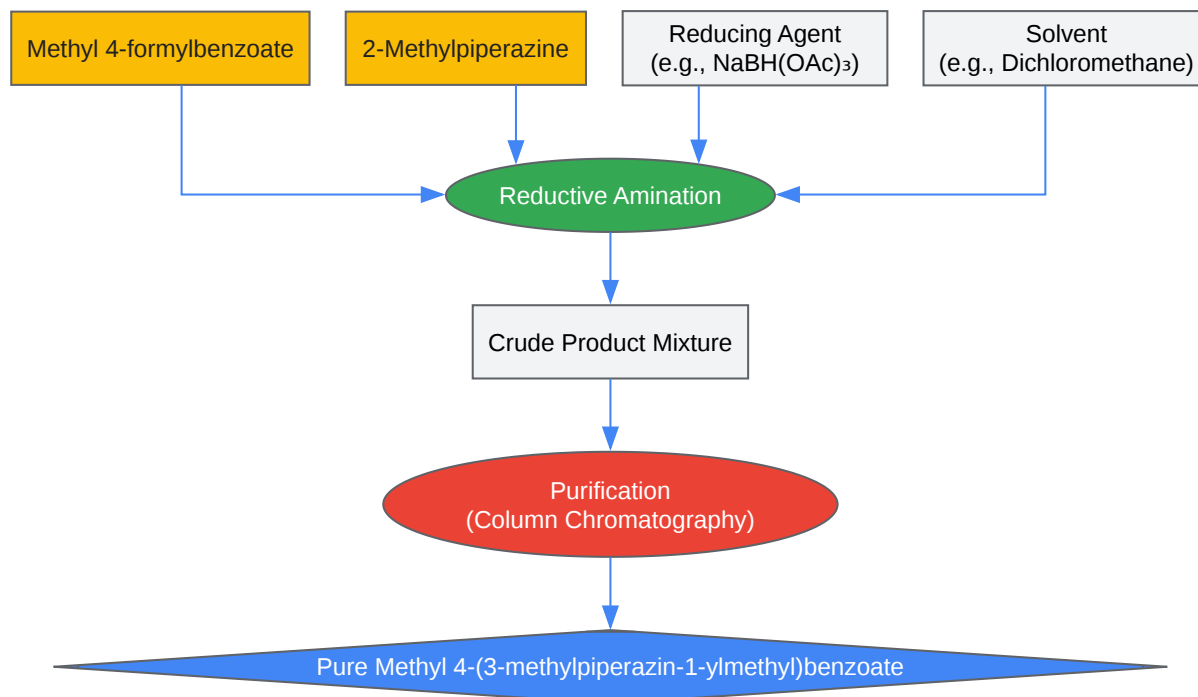 Methyl 4-formylbenzoate
2-Methylpiperazine
Reducing Agent
(e.g., NaBH(OAc)₃)
Solvent
(e.g., Dichloromethane)
Reductive Amination
Crude Product Mixture
Purification
(Column Chromatography)
Pure Methyl 4-(3-methylpiperazin-1-ylmethyl)benzoate